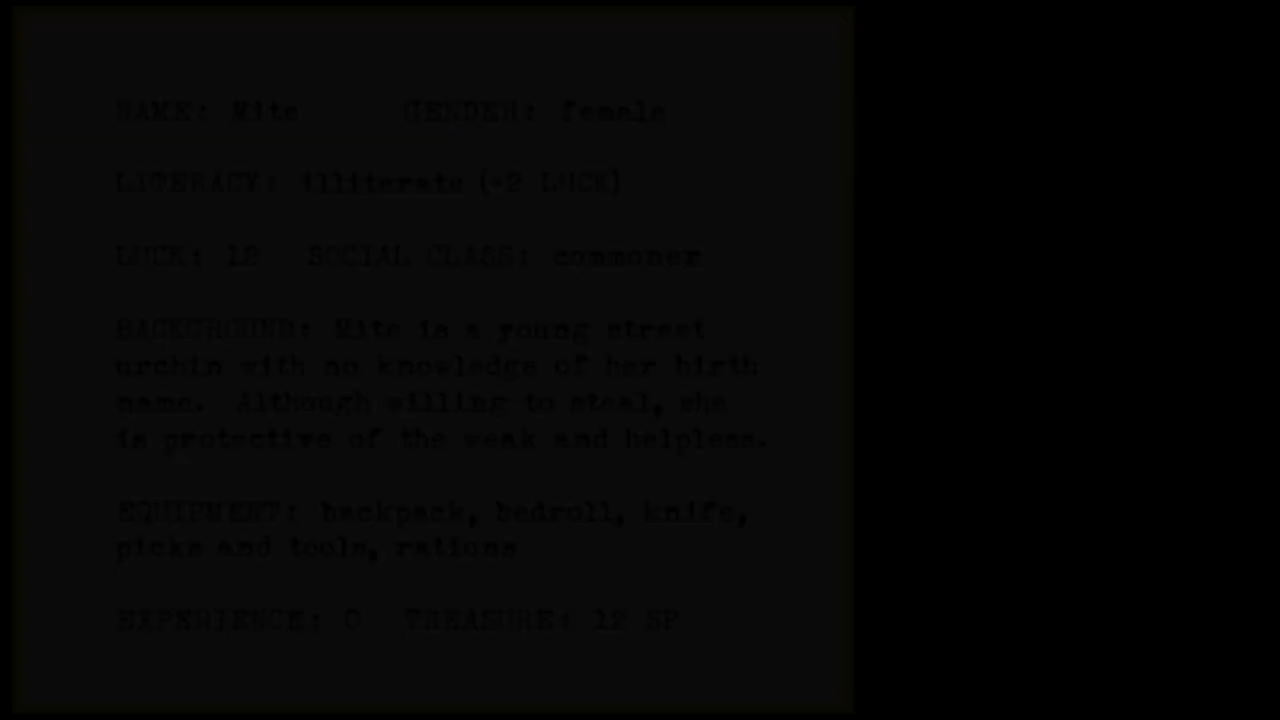 NAME: Mite GENDER: female
LITERACY: illiterate (+2 LUCK)
LUCK: 12 SOCIAL CLASS: commoner
BACKGROUND: Mite is a young street
urchin with no knowledge of her birth
name. Although willing to steal, she
is protective of the weak and helpless.
EQUIPMENT: backpack, bedroll, knife,
picks and tools, rations
EXPERIENCE: 0 TREASURE: 12 SP